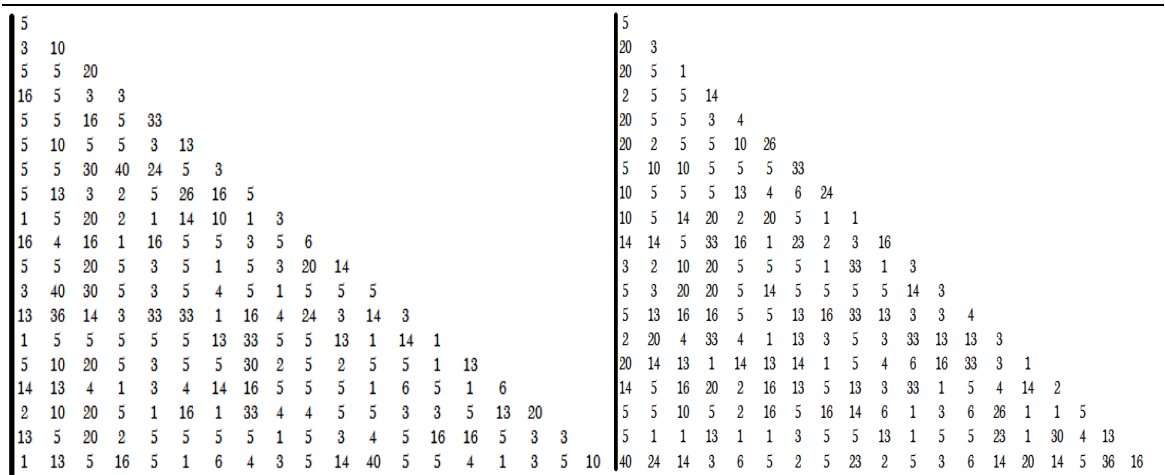 5
3 10
5 5 20
16 5 3 3
5 5 16 5 33
5 10 5 5 3 13
5 5 30 40 24 5 3
5 13 3 2 5 26 16 5
1 5 20 2 1 14 10 1 3
16 4 16 1 16 5 5 3 5 6
5 5 20 5 3 5 1 5 3 20 14
3 40 30 5 3 5 4 5 1 5 5 5
13 36 14 3 33 33 1 16 4 24 3 14 3
1 5 5 5 5 5 13 33 5 5 13 1 14 1
5 10 20 5 3 5 5 30 2 5 2 5 5 1 13
14 13 4 1 3 4 14 16 5 5 5 1 6 5 1 6
2 10 20 5 1 16 1 33 4 4 5 5 3 3 5 13 20
13 5 20 2 5 5 5 5 1 5 3 4 5 16 16 5 3 3
1 13 5 16 5 1 6 4 3 5 14 40 5 5 4 1 3 5 10
5
20 3
20 5 1
2 5 5 14
20 5 5 3 4
20 2 5 5 10 26
5 10 10 5 5 5 33
10 5 5 5 13 4 6 24
10 5 14 20 2 20 5 1 1
14 14 5 33 16 1 23 2 3 16
3 2 10 20 5 5 5 1 33 1 3
5 3 20 20 5 14 5 5 5 5 14 3
5 13 16 16 5 5 13 16 33 13 3 3 4
2 20 4 33 4 1 13 3 5 3 33 13 13 3
20 14 13 1 14 13 14 1 5 4 6 16 33 3 1
14 5 16 20 2 16 13 5 13 3 33 1 5 4 14 2
5 5 10 5 2 16 5 16 14 6 1 3 6 26 1 1 5
5 1 1 13 1 1 3 5 5 13 1 5 5 23 1 30 4 13
40 24 14 3 6 5 2 5 23 2 5 3 6 14 20 14 5 36 16